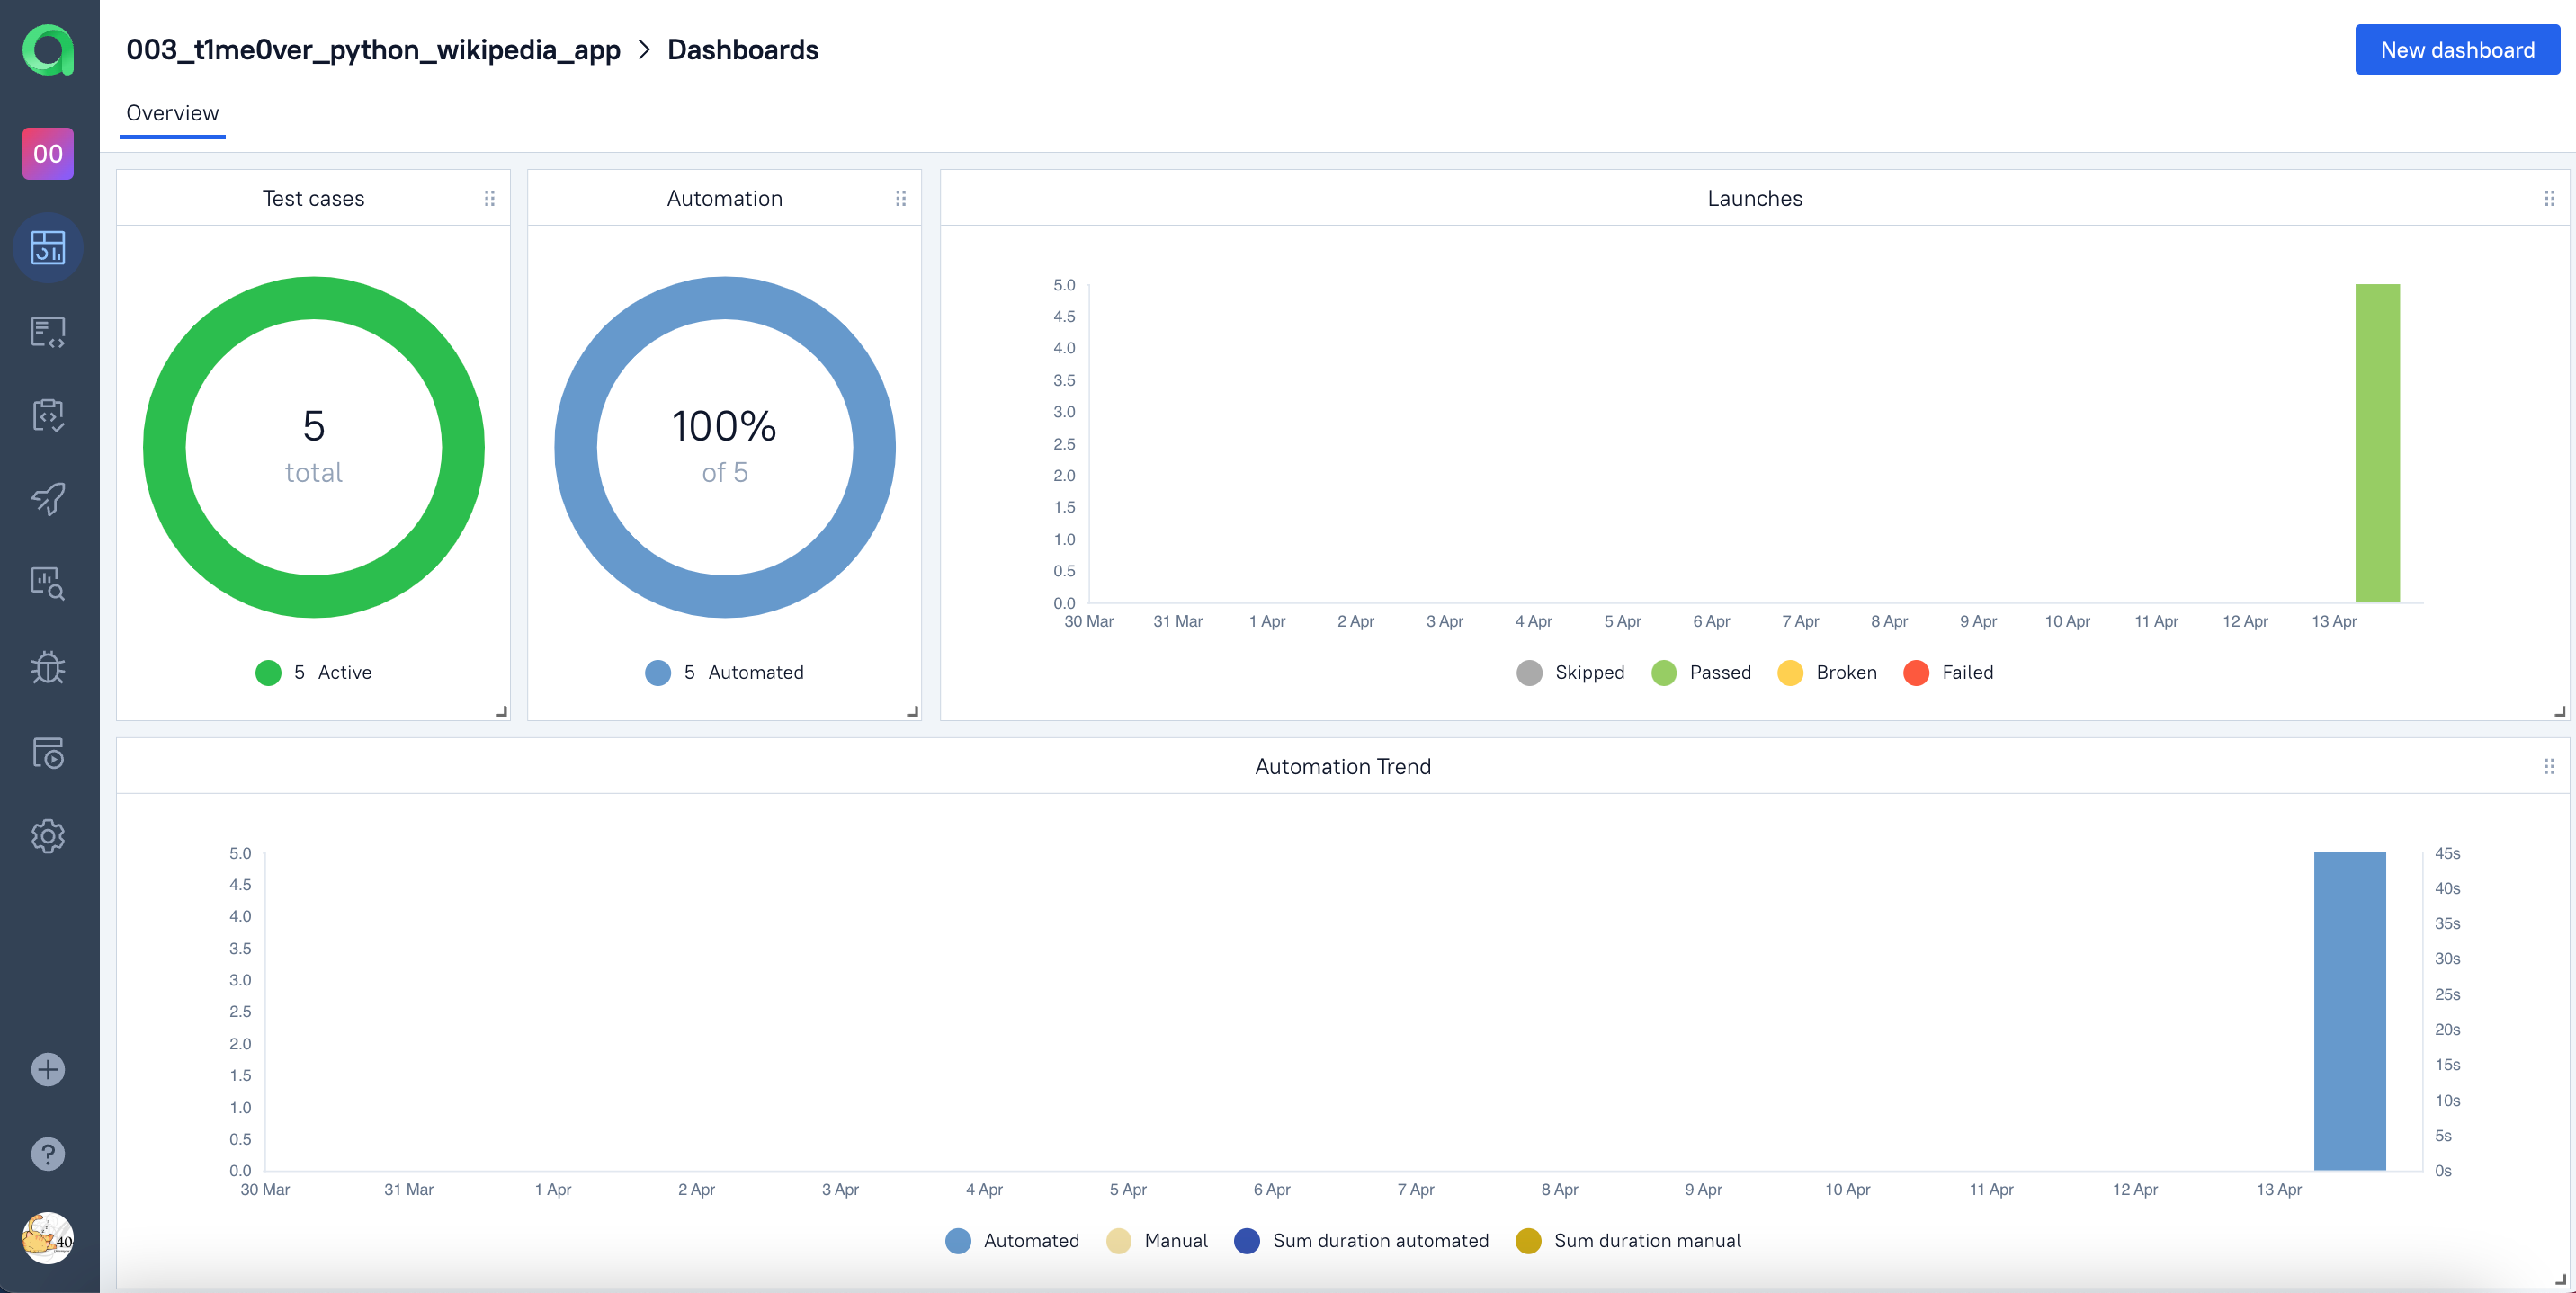 003_t1me0ver_python_wikipedia_app > Dashboards
New dashboard
Overview
00
Test cases
5
total
5 Active
Automation
100%
of 5
5 Automated
Launches
5.0
4.5
4.0
3.5
3.0
2.5
2.0
1.5
1.0
0.5
0.0
30 Mar 31 Mar 1 Apr 2 Apr 3 Apr 4 Apr 5 Apr 6 Apr 7 Apr 8 Apr 9 Apr 10 Apr 11 Apr 12 Apr 13 Apr
Skipped Passed Broken Failed
Automation Trend
5.0
4.5
4.0
3.5
3.0
2.5
2.0
1.5
1.0
0.5
0.0
45s
40s
35s
30s
25s
20s
15s
10s
5s
0s
30 Mar 31 Mar 1 Apr 2 Apr 3 Apr 4 Apr 5 Apr 6 Apr 7 Apr 8 Apr 9 Apr 10 Apr 11 Apr 12 Apr 13 Apr
Automated Manual Sum duration automated Sum duration manual
40